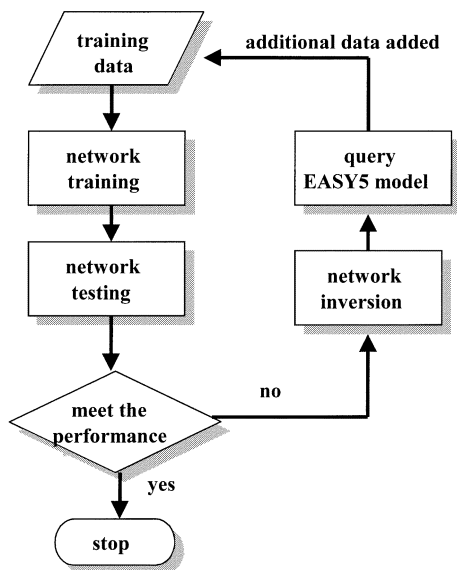 training
data
additional data added
network
training
query
EASY5 model
network
testing
network
inversion
meet the
performance
no
yes
stop